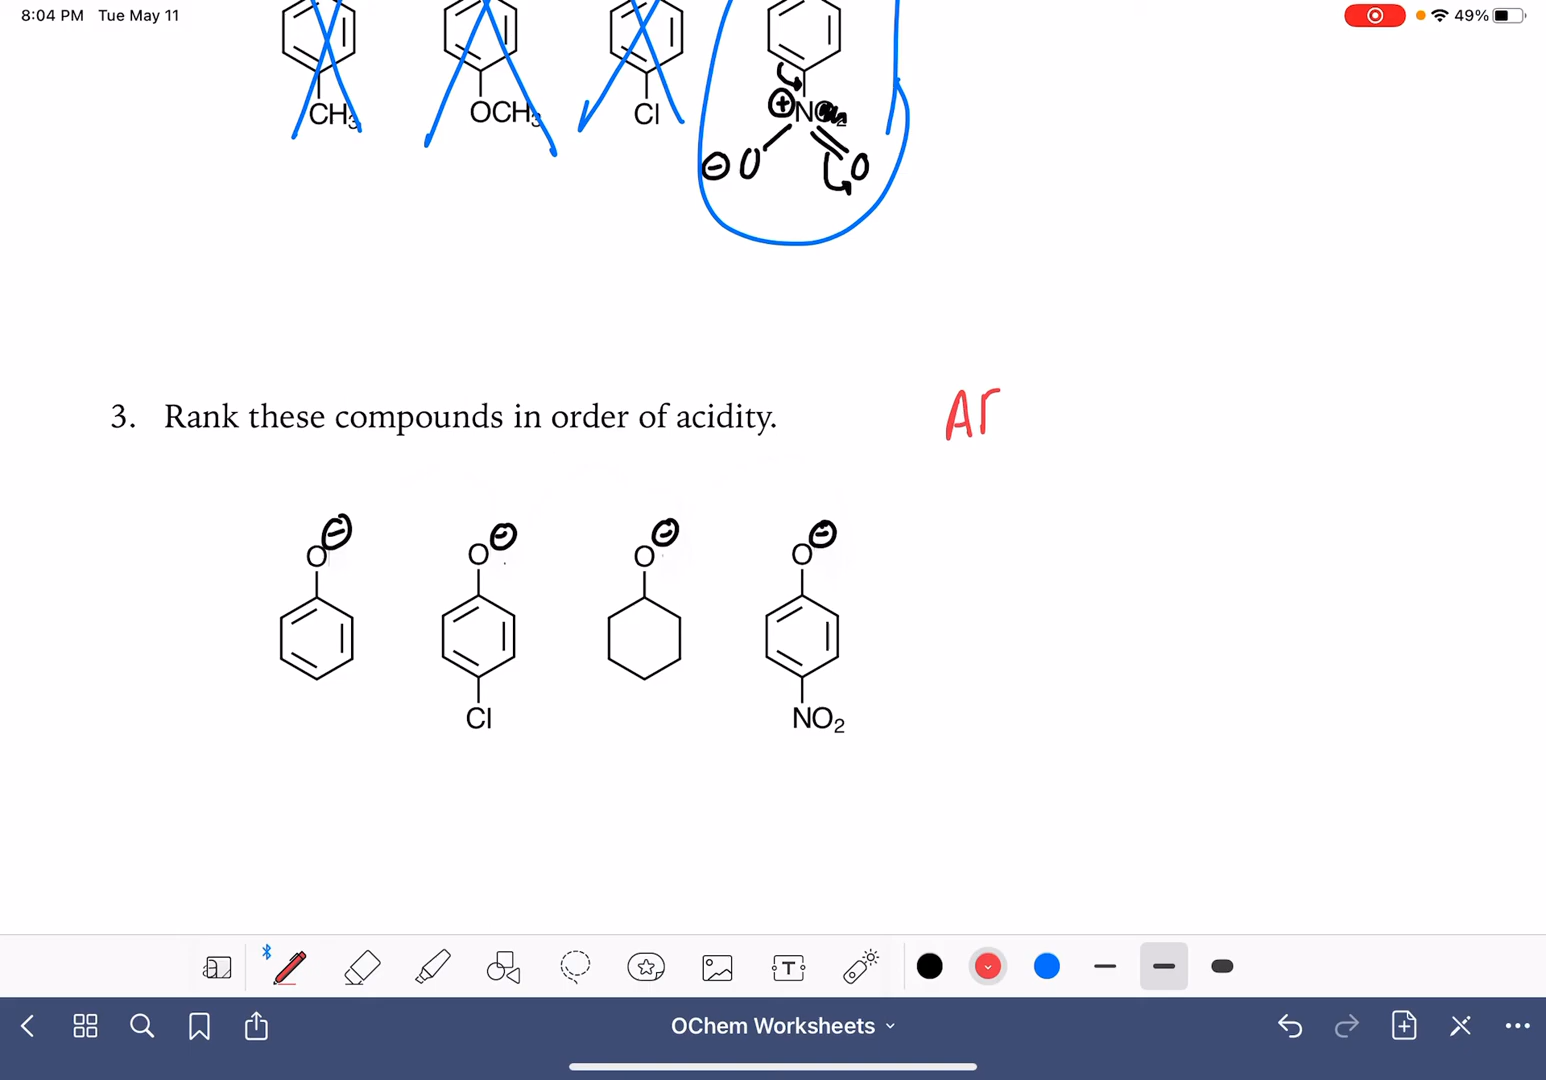 8:04 PM Tue May 11
49%
CH3
OCH3
Cl
⊕N
⊖ O
O
3. Rank these compounds in order of acidity.
Ar
O⊖
O⊖
O⊖
O⊖
Cl
NO2
T
OChem Worksheets